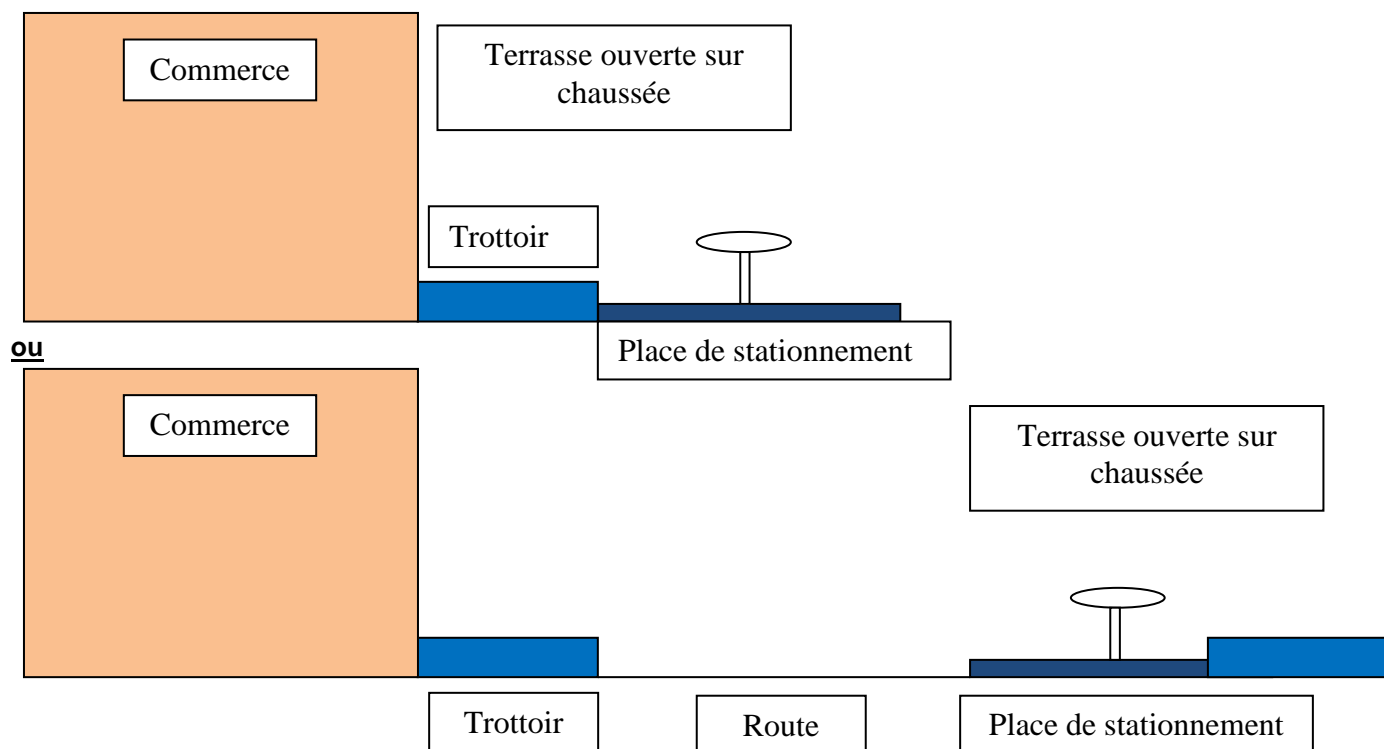 Commerce
Terrasse ouverte sur
chaussée
Trottoir
Place de stationnement
ou
Commerce
Terrasse ouverte sur
chaussée
Trottoir
Route
Place de stationnement